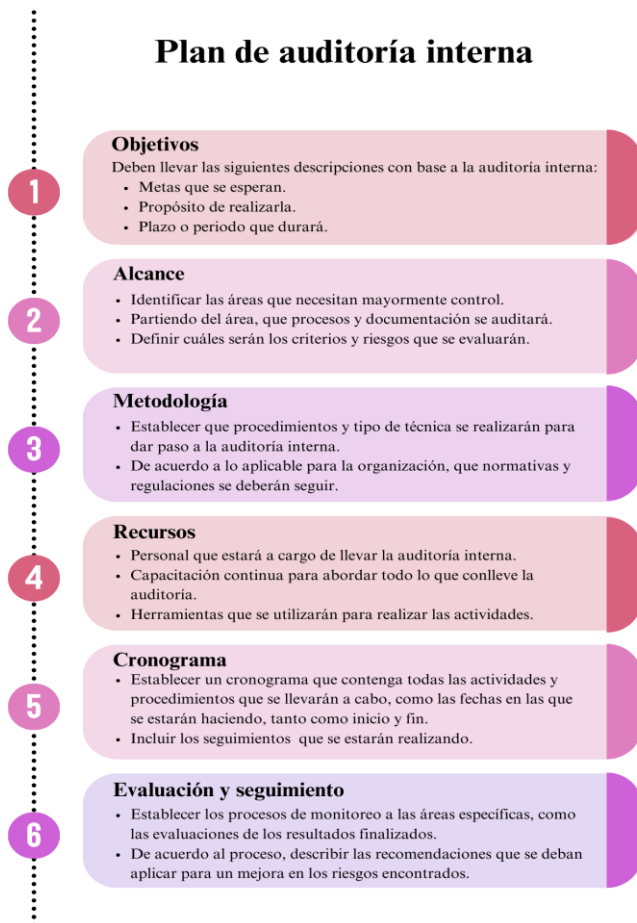 Plan de auditoría interna
1
Objetivos
Deben llevar las siguientes descripciones con base a la auditoría interna:
• Metas que se esperan.
• Propósito de realizarla.
• Plazo o periodo que durará.
2
Alcance
• Identificar las áreas que necesitan mayormente control.
• Partiendo del área, que procesos y documentación se auditará.
• Definir cuáles serán los criterios y riesgos que se evaluarán.
3
Metodología
• Establecer que procedimientos y tipo de técnica se realizarán para
dar paso a la auditoría interna.
• De acuerdo a lo aplicable para la organización, que normativas y
regulaciones se deberán seguir.
4
Recursos
• Personal que estará a cargo de llevar la auditoría interna.
• Capacitación continua para abordar todo lo que conlleve la
auditoría.
• Herramientas que se utilizarán para realizar las actividades.
5
Cronograma
• Establecer un cronograma que contenga todas las actividades y
procedimientos que se llevarán a cabo, como las fechas en las que
se estarán haciendo, tanto como inicio y fin.
• Incluir los seguimientos que se estarán realizando.
6
Evaluación y seguimiento
• Establecer los procesos de monitoreo a las áreas específicas, como
las evaluaciones de los resultados finalizados.
• De acuerdo al proceso, describir las recomendaciones que se deban
aplicar para un mejora en los riesgos encontrados.